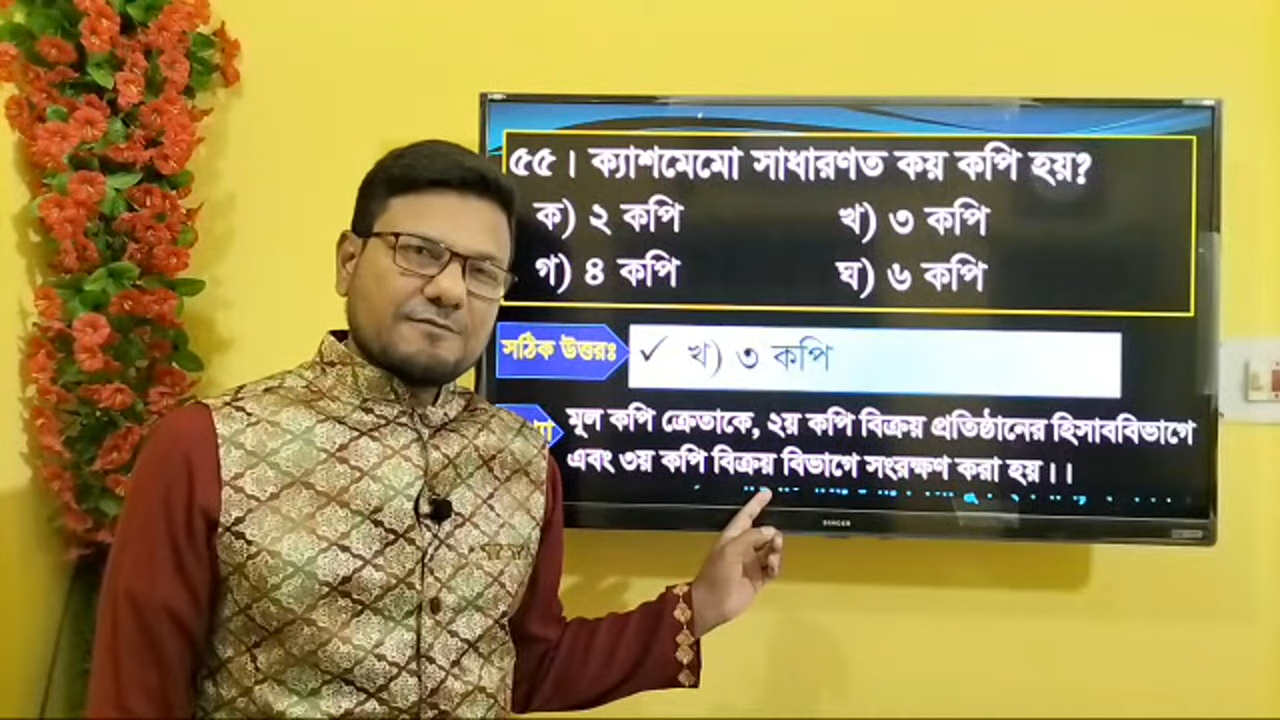 ৫৫। ক্যাশমেমো সাধারণত কয় কপি হয়?
ক) ২ কপি খ) ৩ কপি
গ) ৪ কপি ঘ) ৬ কপি
সঠিক উত্তরঃ ✓ খ) ৩ কপি
মূল কপি ক্রেতাকে, ২য় কপি বিক্রয় প্রতিষ্ঠানের হিসাববিভাগে
এবং ৩য় কপি বিক্রয় বিভাগে সংরক্ষণ করা হয়।।
SINGER